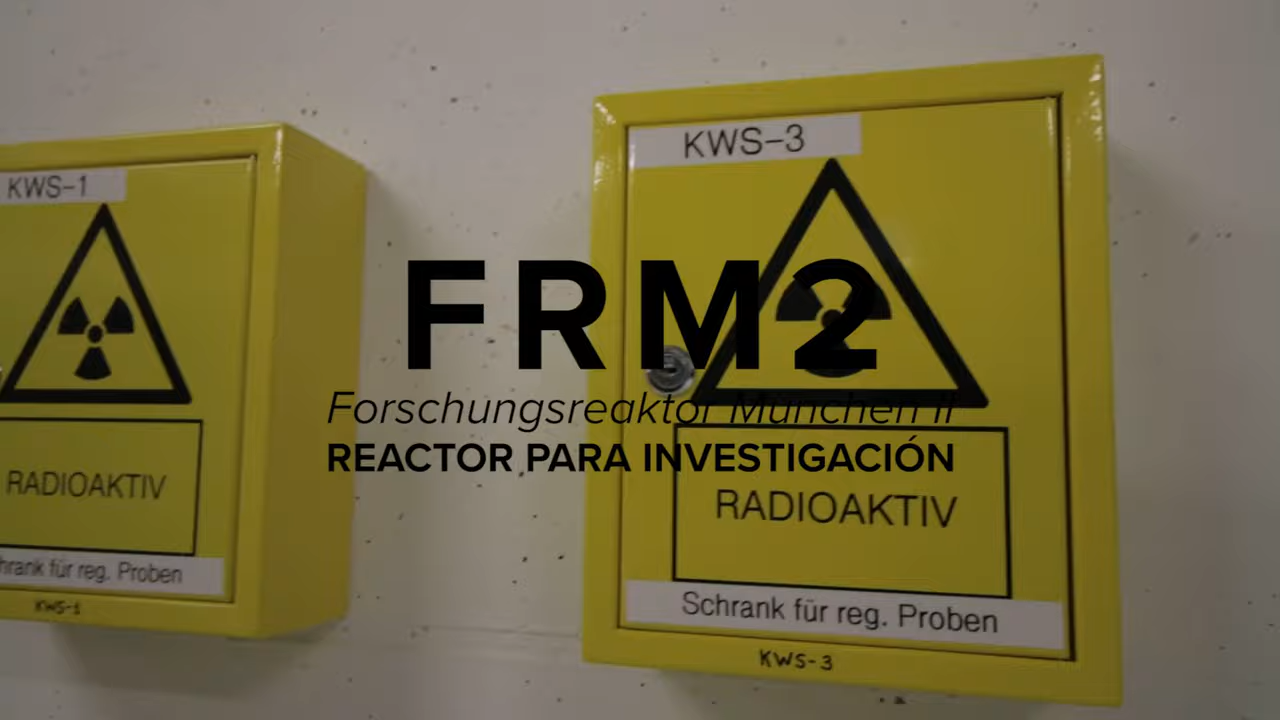 KWS-1
RADIOAKTIV
hrank für reg. Proben
KWS-1
KWS-3
RADIOAKTIV
Schrank für reg. Proben
KWS-3
FRM2
Forschungsreaktor München II
REACTOR PARA INVESTIGACIÓN